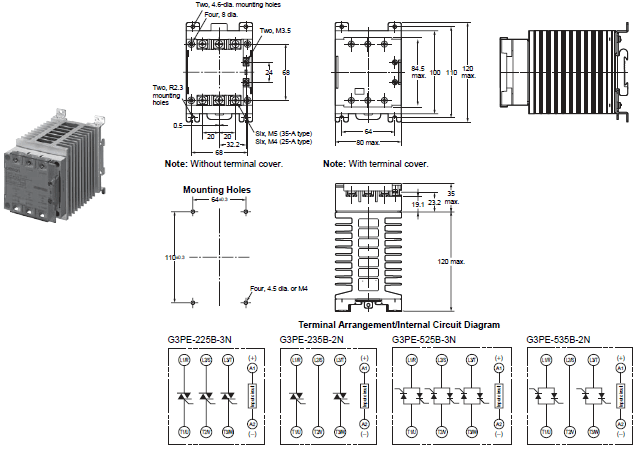 Two, 4.6-dia. mounting holes
Four, 8 dia.
Two, M3.5
24
68
Two, R2.3
mounting
holes
0.5
20 20
32.2
68
Six, M5 (35-A type)
Six, M4 (25-A type)
Note: Without terminal cover.
84.5
max.
100
110
120
max.
64
80 max.
Note: With terminal cover.
Mounting Holes
64±0.3
110±0.3
Four, 4.5 dia. or M4
19.1
23.2
35
max.
120 max.
Terminal Arrangement/Internal Circuit Diagram
G3PE-225B-3N
G3PE-235B-2N
G3PE-525B-3N
G3PE-535B-2N
L1/R L2/S L3/T (+)
A1
A2
T1/U T2/V T3/W (−)
L1/R L2/S L3/T (+)
A1
A2
T1/U T2/V T3/W (−)
L1/R L2/S L3/T (+)
A1
A2
T1/U T2/V T3/W (−)
L1/R L2/S L3/T (+)
A1
A2
T1/U T2/V T3/W (−)